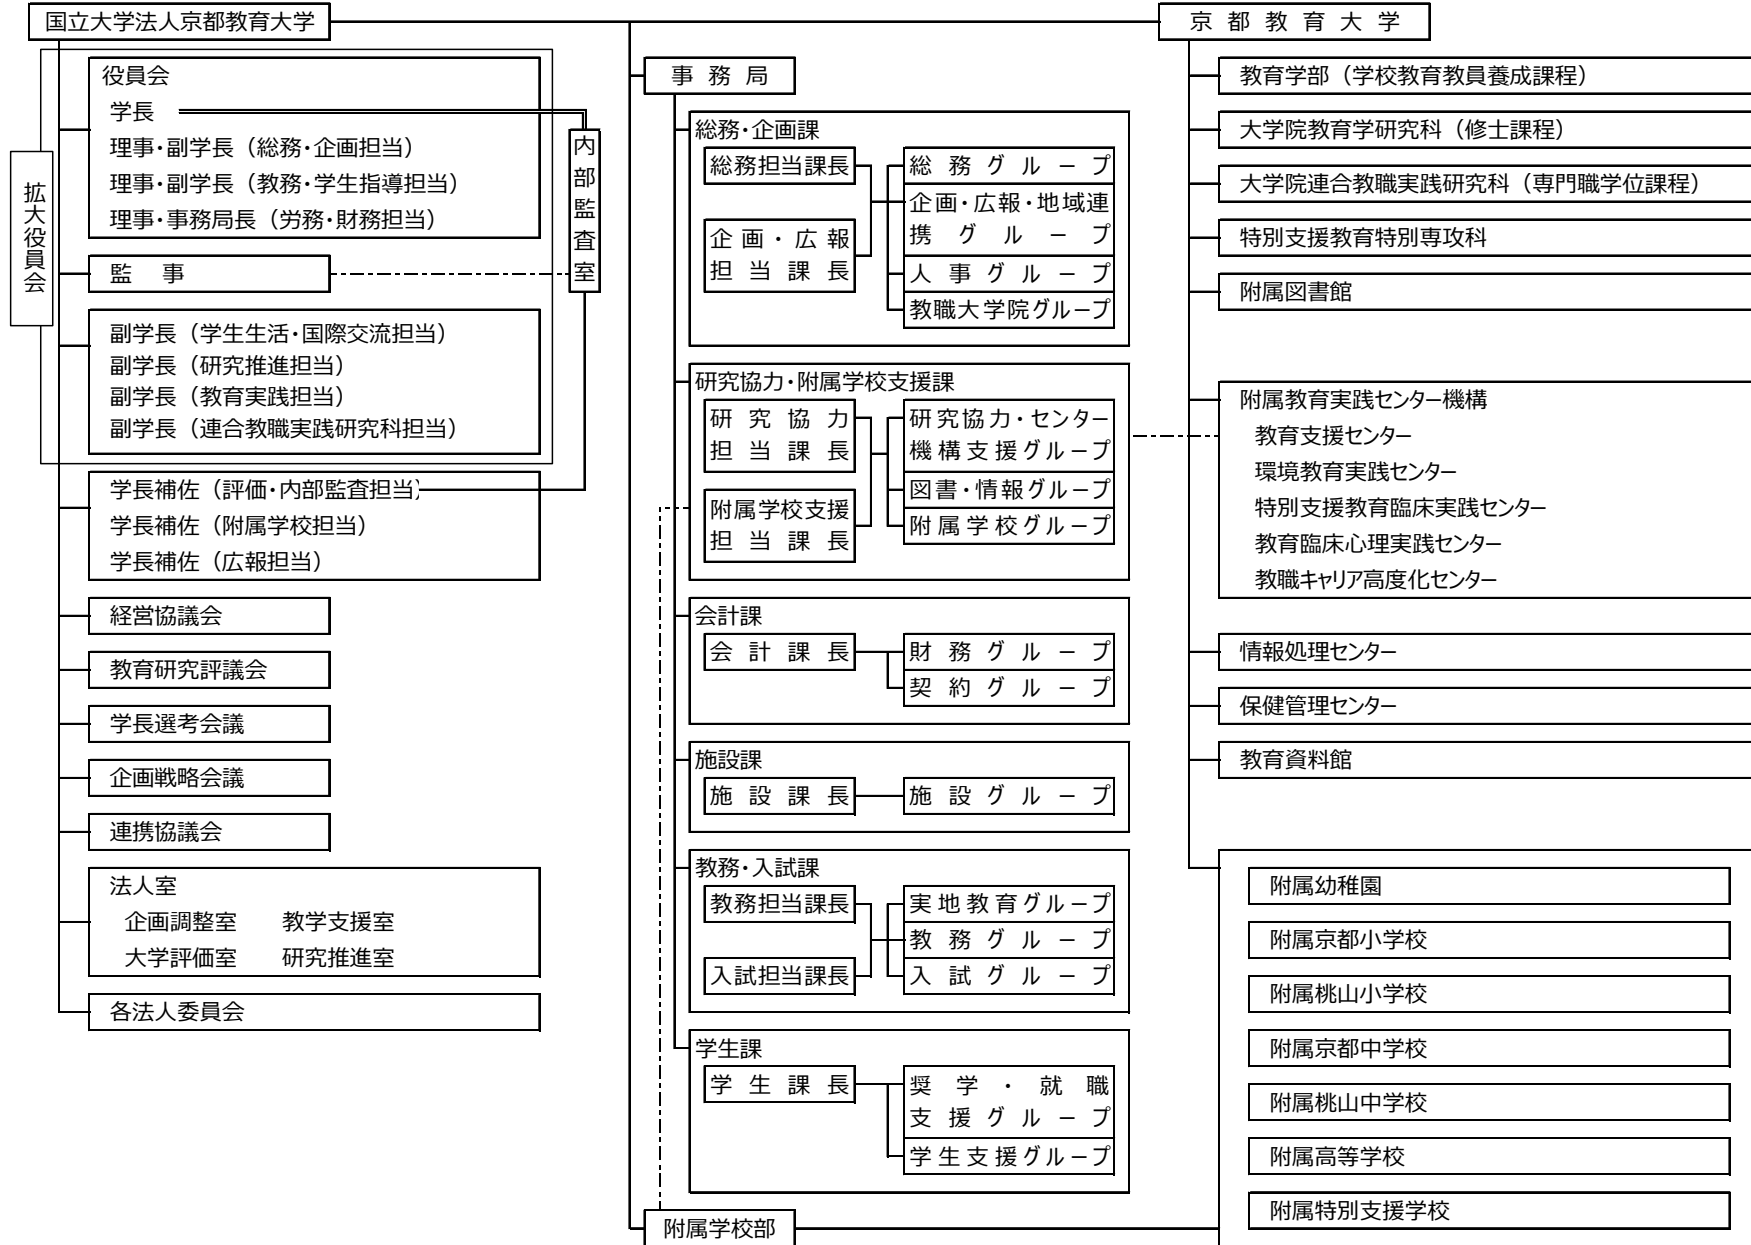 国立大学法人京都教育大学
京都教育大学
拡大役員会
役員会
学長
理事・副学長（総務・企画担当）
理事・副学長（教務・学生指導担当）
理事・事務局長（労務・財務担当）
内部監査室
監事
副学長（学生生活・国際交流担当）
副学長（研究推進担当）
副学長（教育実践担当）
副学長（連合教職実践研究科担当）
学長補佐（評価・内部監査担当）
学長補佐（附属学校担当）
学長補佐（広報担当）
経営協議会
教育研究評議会
学長選考会議
企画戦略会議
連携協議会
法人室
企画調整室　教学支援室
大学評価室　研究推進室
各法人委員会
事務局
総務・企画課
総務担当課長
企画・広報
担当課長
総務グループ
企画・広報・地域連
携グループ
人事グループ
教職大学院グループ
研究協力・附属学校支援課
研究協力
担当課長
附属学校支援
担当課長
研究協力・センター
機構支援グループ
図書・情報グループ
附属学校グループ
会計課
会計課長
財務グループ
契約グループ
施設課
施設課長
施設グループ
教務・入試課
教務担当課長
入試担当課長
実地教育グループ
教務グループ
入試グループ
学生課
学生課長
奨学・就職
支援グループ
学生支援グループ
附属学校部
教育学部（学校教育教員養成課程）
大学院教育学研究科（修士課程）
大学院連合教職実践研究科（専門職学位課程）
特別支援教育特別専攻科
附属図書館
附属教育実践センター機構
教育支援センター
環境教育実践センター
特別支援教育臨床実践センター
教育臨床心理実践センター
教職キャリア高度化センター
情報処理センター
保健管理センター
教育資料館
附属幼稚園
附属京都小学校
附属桃山小学校
附属京都中学校
附属桃山中学校
附属高等学校
附属特別支援学校